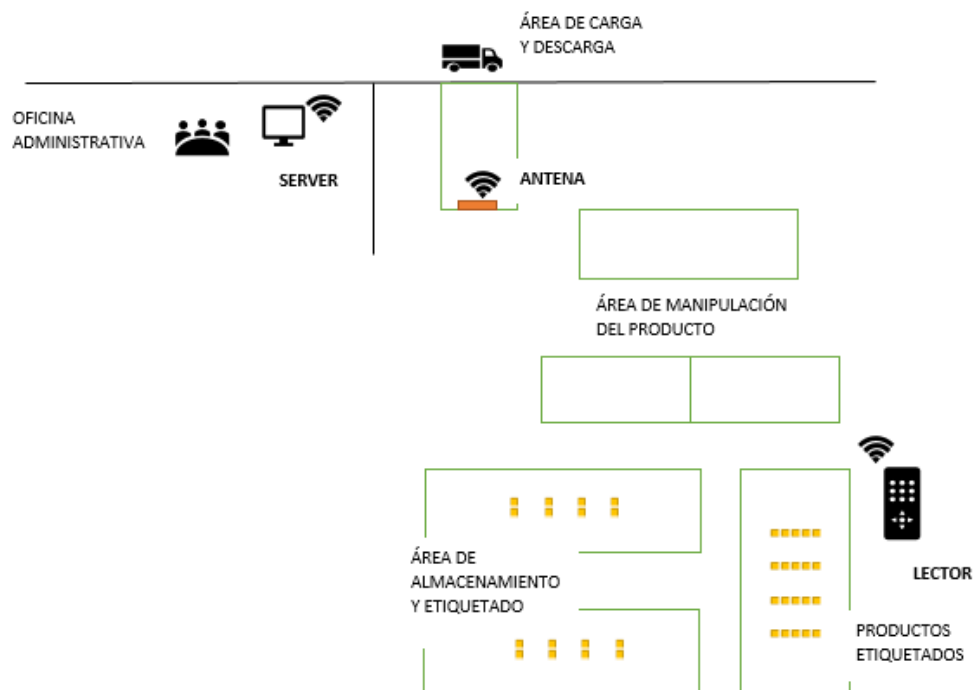 ÁREA DE CARGA
Y DESCARGA
OFICINA
ADMINISTRATIVA
SERVER
ANTENA
ÁREA DE MANIPULACIÓN
DEL PRODUCTO
ÁREA DE
ALMACENAMIENTO
Y ETIQUETADO
LECTOR
PRODUCTOS
ETIQUETADOS